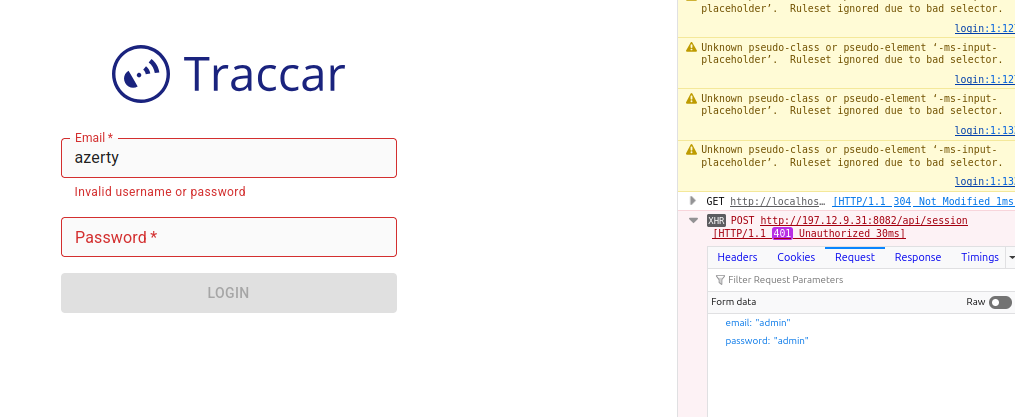 Traccar
Email *
azerty
Invalid username or password
Password *
LOGIN
placeholder’.  Ruleset ignored due to bad selector.
login:1:12
Unknown pseudo-class or pseudo-element ‘-ms-input-
placeholder’.  Ruleset ignored due to bad selector.
login:1:12
Unknown pseudo-class or pseudo-element ‘-ms-input-
placeholder’.  Ruleset ignored due to bad selector.
login:1:13
Unknown pseudo-class or pseudo-element ‘-ms-input-
placeholder’.  Ruleset ignored due to bad selector.
login:1:13
GET http://localhos… [HTTP/1.1 304 Not Modified 1ms
XHR POST http://197.12.9.31:8082/api/session
[HTTP/1.1 401 Unauthorized 30ms]
Headers Cookies Request Response Timings
Filter Request Parameters
Form data Raw
email: "admin"
password: "admin"